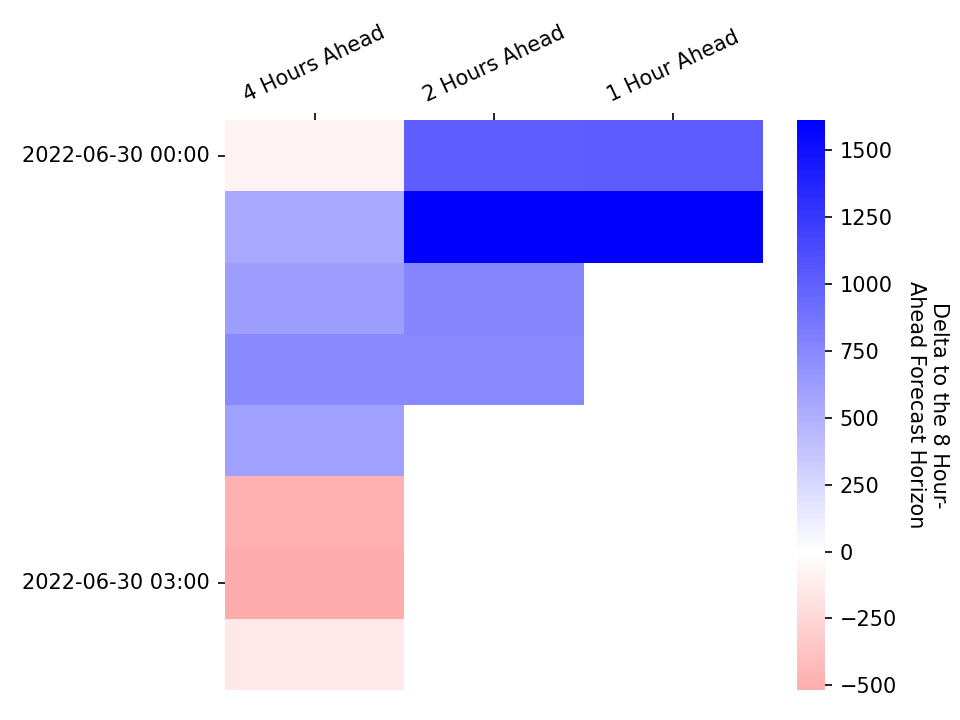 4 Hours Ahead
2 Hours Ahead
1 Hour Ahead
2022-06-30 00:00
2022-06-30 03:00
1500
1250
1000
750
500
250
0
−250
−500
Delta to the 8 Hour-
Ahead Forecast Horizon